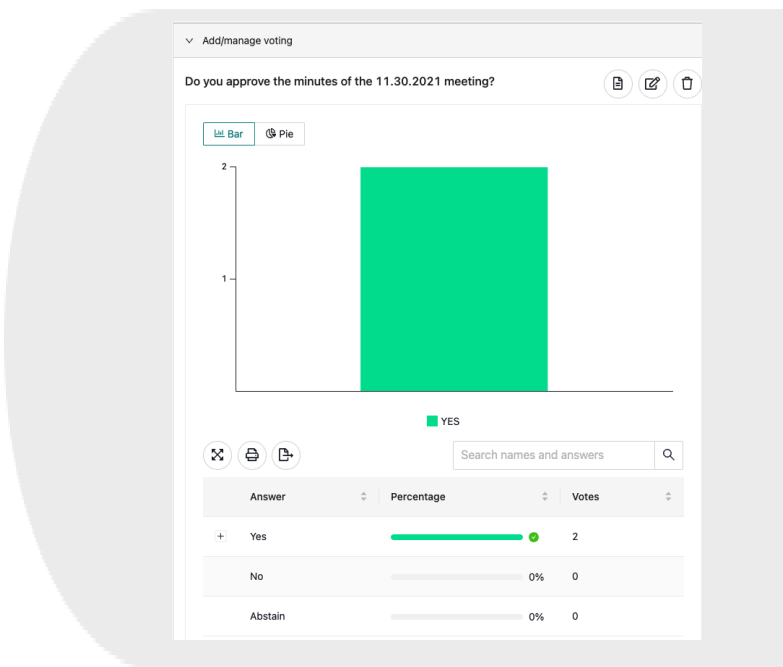 Add/manage voting
Do you approve the minutes of the 11.30.2021 meeting?
Bar Pie
2
1
YES
Search names and answers
Answer Percentage Votes
Yes 2
No 0% 0
Abstain 0% 0